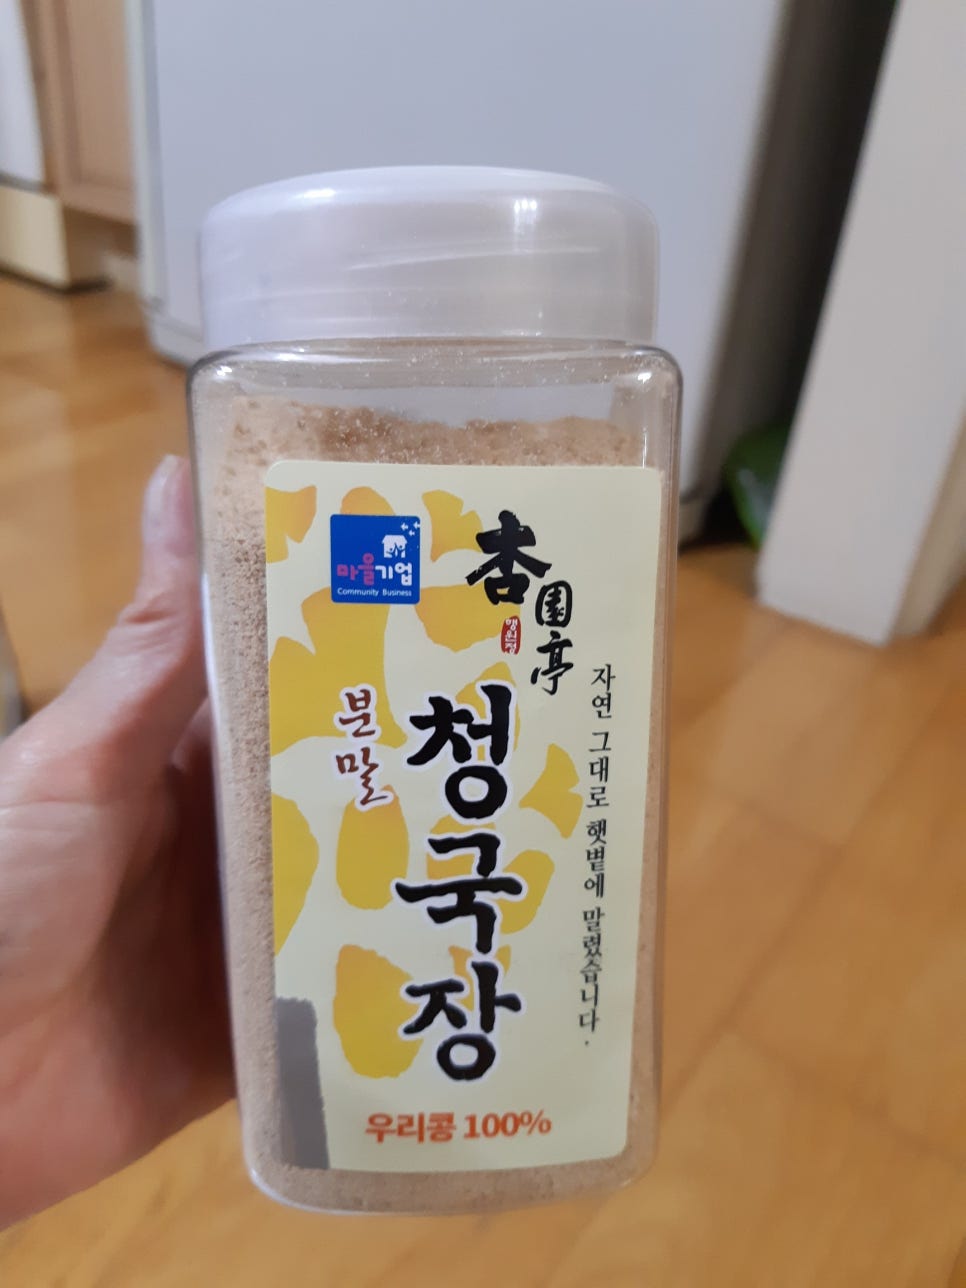 마을기업
Community Business
杏園亭
행원정
분말
청국장
자연 그대로 햇볕에 말렸습니다.
우리콩 100%